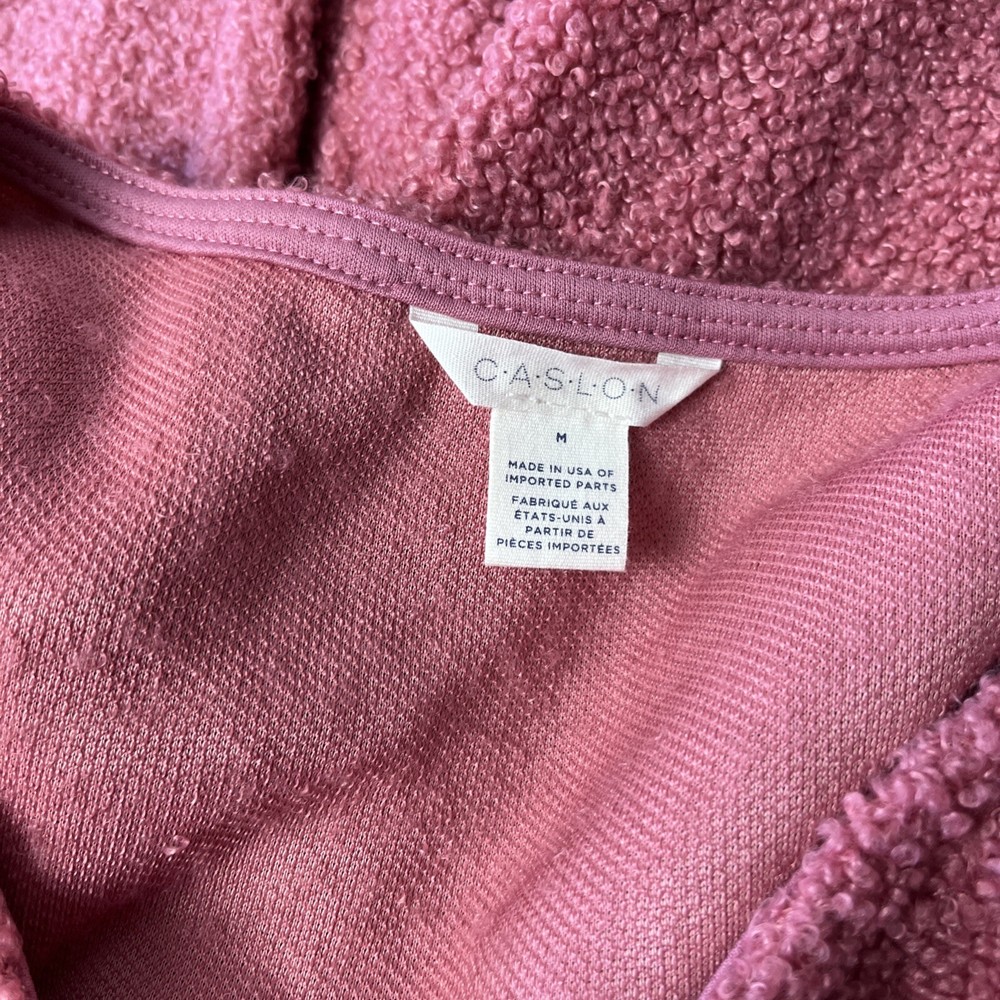 C·A·S·L·O·N
M
MADE IN USA OF
IMPORTED PARTS
FABRIQUÉ AUX
ÉTATS-UNIS À
PARTIR DE
PIÈCES IMPORTÉES